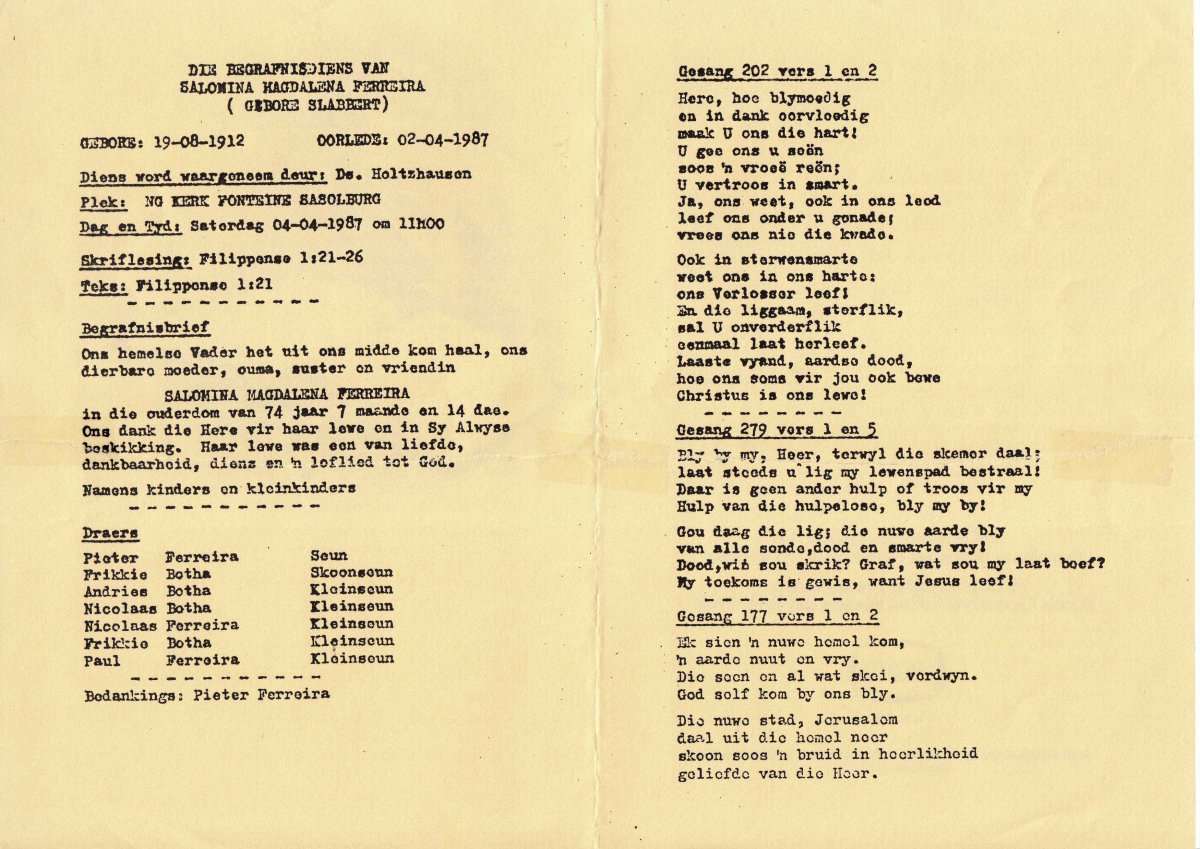 DIE BEGRAFNISDIENS VAN
SALOMINA MAGDALENA FERREIRA
( GEBORE SLABBERT)
GEBORE: 19-08-1912 OORLEDE: 02-04-1987
Diens word waargeneem deur: Ds. Holtzhausen
Plek: NG KERK FONTEINE SASOLBURG
Dag en Tyd: Saterdag 04-04-1987 om 11H00
Skriflesing: Filippense 1:21-26
Teks: Filippense 1:21
- - - - - - - - - - -
Begrafnisbrief
Ons hemelse Vader het uit ons midde kom haal, ons
dierbare moeder, ouma, suster en vriendin
SALOMINA MAGDALENA FERREIRA
in die ouderdom van 74 jaar 7 maande en 14 dae.
Ons dank die Here vir haar lewe en in Sy Alwyse
beskikking. Haar lewe was een van liefde,
dankbaarheid, diens en 'n loflied tot God.
Namens kinders en kleinkinders
- - - - - - - - - - -
Draers
Pieter Ferreira Seun
Frikkie Botha Skoonseun
Andries Botha Kleinseun
Nicolaas Botha Kleinseun
Nicolaas Ferreira Kleinseun
Frikkie Botha Kleinseun
Paul Ferreira Kleinseun
- - - - - - - - - - -
Bedankings: Pieter Ferreira
Gesang 202 vers 1 en 2
Here, hoe blymoedig
en in dank oorvloedig
maak U ons die hart!
U gee ons u seën
soos 'n vroeë reën;
U vertroos in smart.
Ja, ons weet, ook in ons leed
leef ons onder u genade;
vrees ons nie die kwade.
Ook in sterwensmarte
weet ons in ons harte:
ons Verlosser leef!
En die liggaam, sterflik,
sal U onverderflik
eenmaal laat herleef.
Laaste vyand, aardse dood,
hoe ons soms vir jou ook bewe
Christus is ons lewe!
- - - - - - - -
Gesang 279 vers 1 en 5
Bly by my, Heer, terwyl die skemer daal;
laat steeds u lig my lewenspad bestraal!
Daar is geen ander hulp of troos vir my
Hulp van die hulpelose, bly my by!
Gou daag die lig; die nuwe aarde bly
van alle sonde,dood en smarte vry!
Dood,wie sou skrik? Graf, wat sou my laat beef?
My toekoms is gewis, want Jesus leef!
- - - - - - - -
Gesang 177 vers 1 en 2
Ek sien 'n nuwe hemel kom,
'n aarde nuut en vry.
Die seen en al wat skei, verdwyn.
God self kom by ons bly.
Die nuwe stad, Jerusalem
daal uit die hemel neer
skoon soos 'n bruid in heerlikheid
geliefde van die Heer.